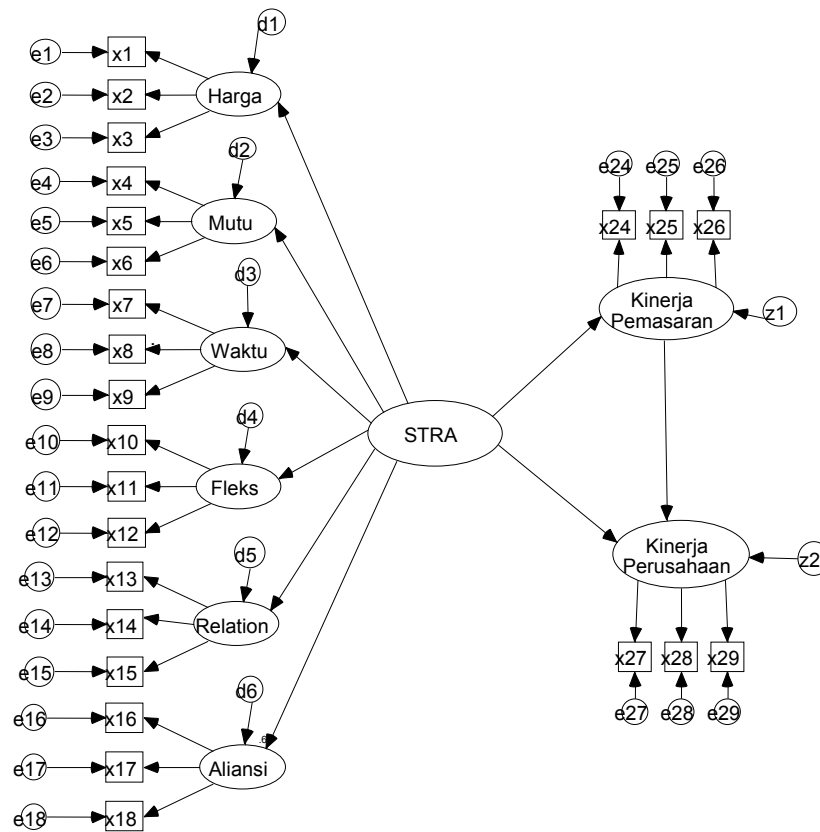 d1
e1 x1
e2 x2 Harga
e3 x3
d2
e4 x4
e5 x5 Mutu
e6 x6
d3
e7 x7
e8 x8 Waktu
e9 x9
d4
e10 x10
e11 x11 Fleks
e12 x12
d5
e13 x13
e14 x14 Relation
e15 x15
d6
e16 x16
e17 x17 Aliansi
e18 x18
STRA
e24 e25 e26
x24 x25 x26
Kinerja
Pemasaran
z1
Kinerja
Perusahaan
z2
x27 x28 x29
e27 e28 e29